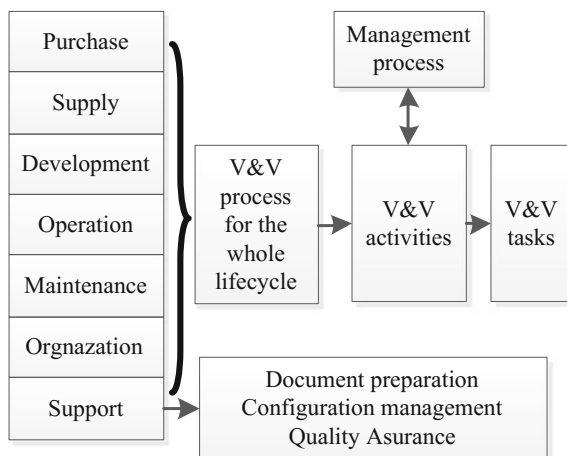 Purchase
Supply
Development
Operation
Maintenance
Orgnazation
Support
Management
process
V&V
process
for the
whole
lifecycle
V&V
activities
V&V
tasks
Document preparation
Configuration management
Quality Asurance